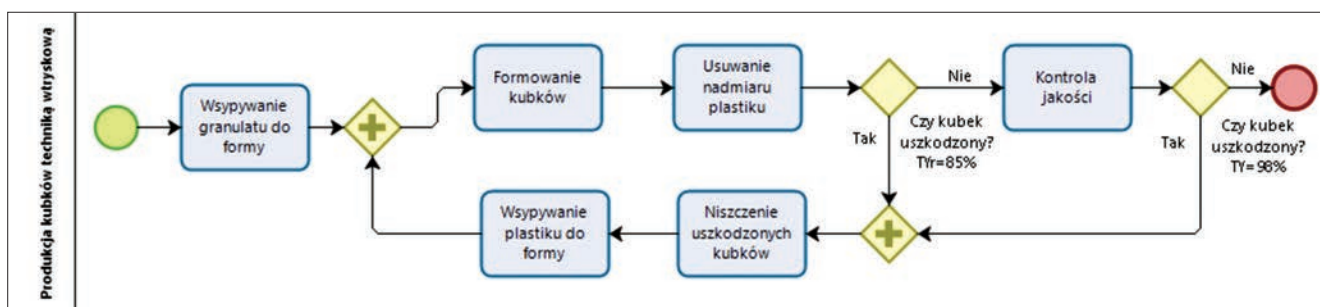 Produkcja kubków techniką wtryskową
Wsypywanie
granulatu do
formy
Formowanie
kubków
Usuwanie
nadmiaru
plastiku
Nie
Czy kubek
uszkodzony?
TYr=85%
Tak
Kontrola
jakości
Nie
Czy kubek
uszkodzony?
TY=98%
Tak
Wsypywanie
plastiku do
formy
Niszczenie
uszkodzonych
kubków